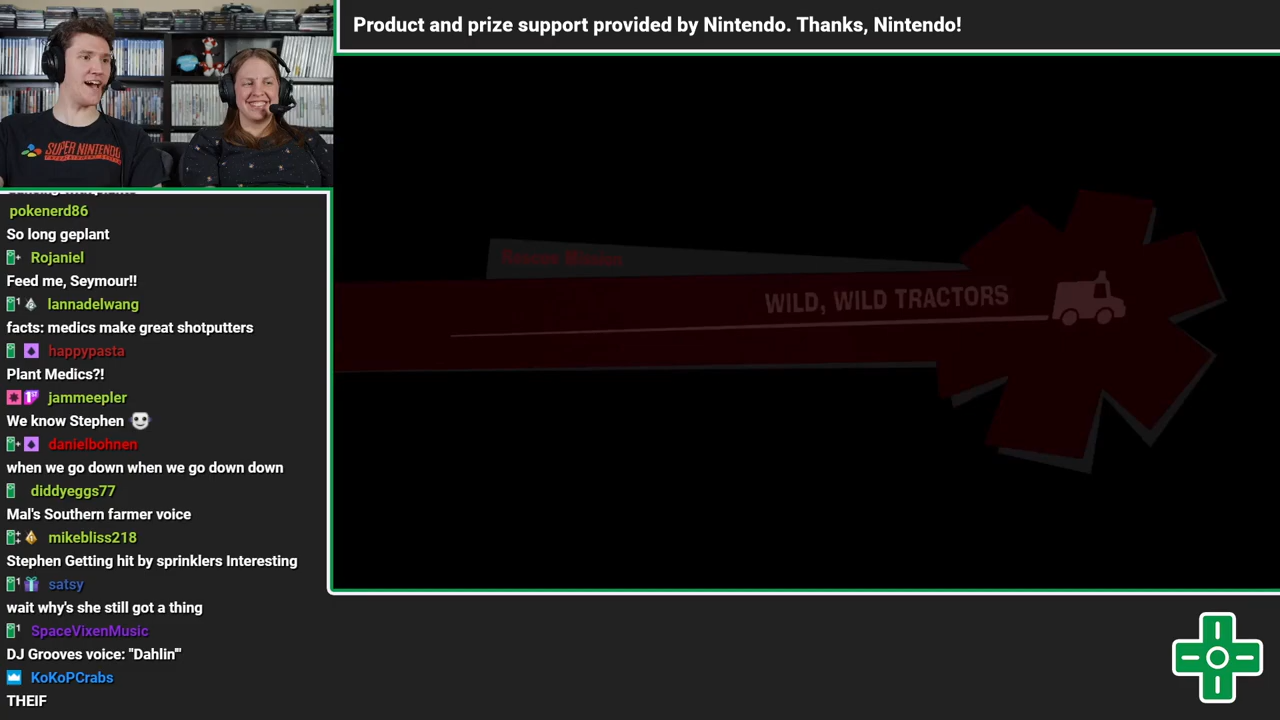 Product and prize support provided by Nintendo. Thanks, Nintendo!
SUPER NINTENDO
pokenerd86
So long geplant
Rojaniel
Feed me, Seymour!!
lannadelwang
facts: medics make great shotputters
happypasta
Plant Medics?!
jammeepler
We know Stephen
danielbohnen
when we go down when we go down down
diddyeggs77
Mal's Southern farmer voice
mikebliss218
Stephen Getting hit by sprinklers Interesting
satsy
wait why's she still got a thing
SpaceVixenMusic
DJ Grooves voice: "Dahlin'"
KoKoPCrabs
THEIF
WILD, WILD TRACTORS